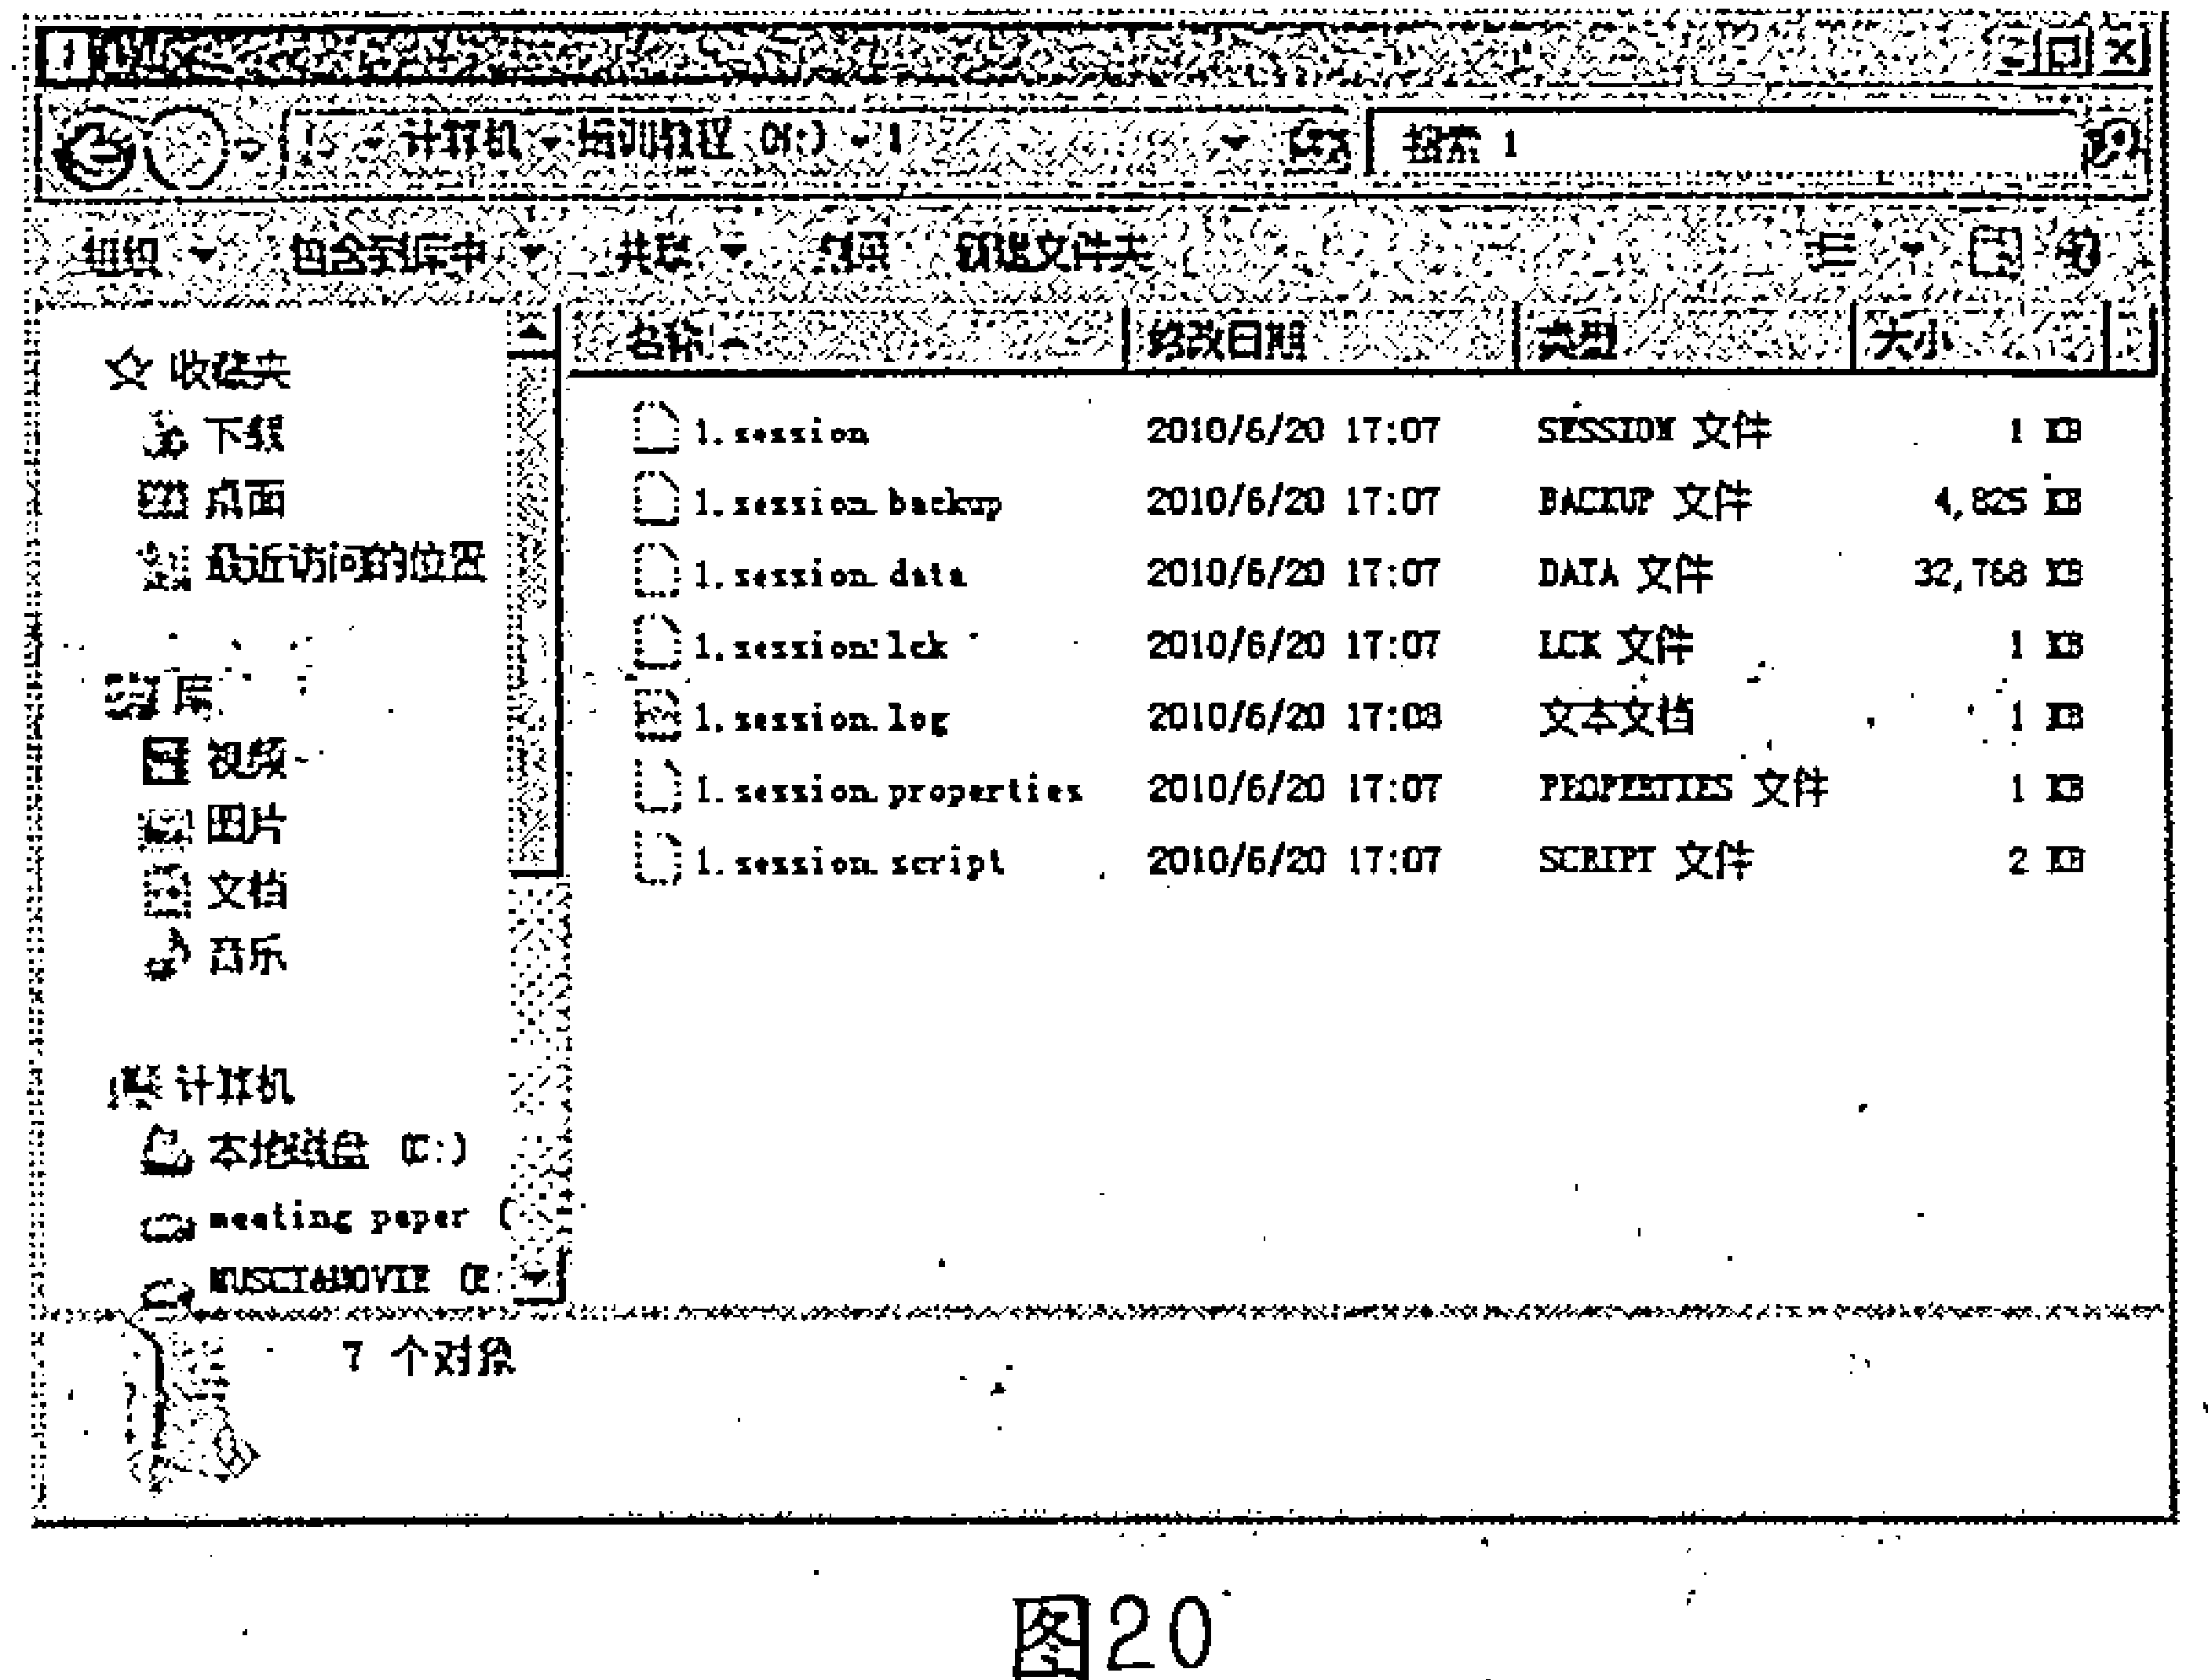 计算机 培训教程 (H:) 1
搜索 1
组织 包含到库中 共享 刻录 新建文件夹
名称 修改日期 类型 大小
收藏夹
下载
桌面
最近访问的位置
库
视频
图片
文档
音乐
计算机
本地磁盘 (C:)
meeting paper (
MUSCI&MOVIE (E:
1.session 2010/6/20 17:07 SESSION 文件 1 KB
1.session.backup 2010/6/20 17:07 BACKUP 文件 4,825 KB
1.session.data 2010/6/20 17:07 DATA 文件 32,768 KB
1.session.lck 2010/6/20 17:07 LCK 文件 1 KB
1.session.log 2010/6/20 17:08 文本文档 1 KB
1.session.properties 2010/6/20 17:07 PROPERTIES 文件 1 KB
1.session.script 2010/6/20 17:07 SCRIPT 文件 2 KB
7 个对象
图20